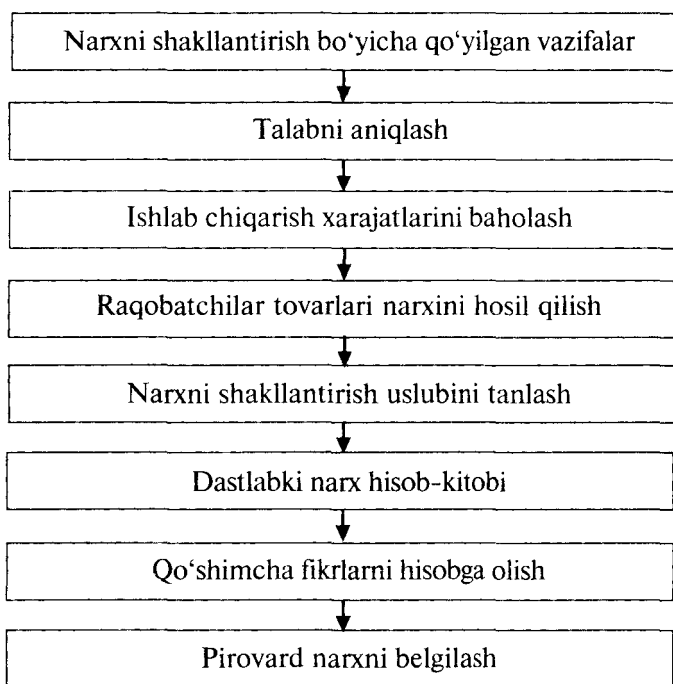 Narxni shakllantirish bo‘yicha qo‘yilgan vazifalar
Talabni aniqlash
Ishlab chiqarish xarajatlarini baholash
Raqobatchilar tovarlari narxini hosil qilish
Narxni shakllantirish uslubini tanlash
Dastlabki narx hisob-kitobi
Qo‘shimcha fikrlarni hisobga olish
Pirovard narxni belgilash